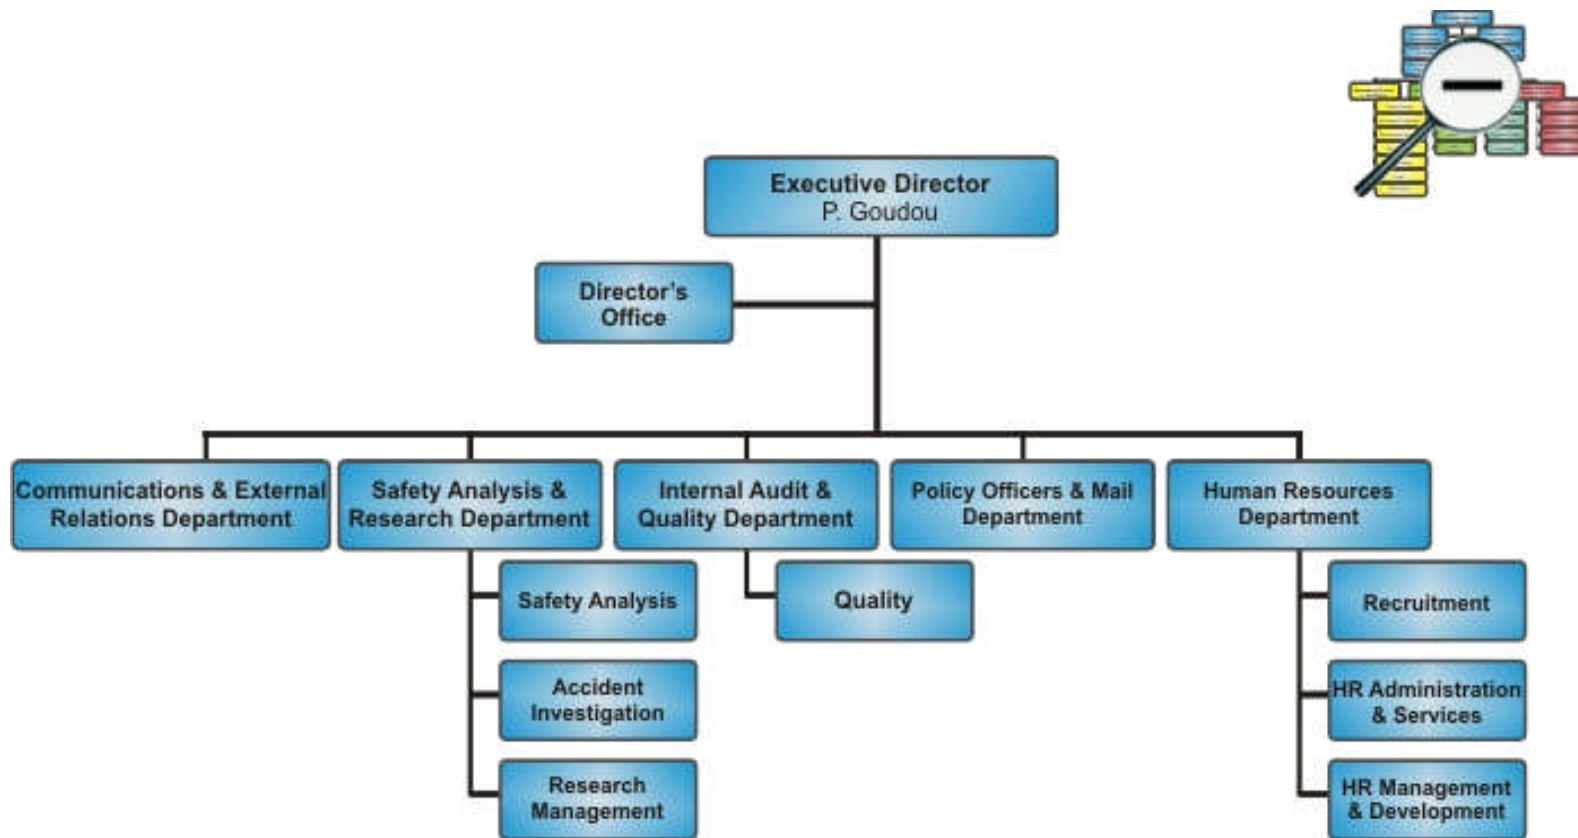 Executive Director
P. Goudou
Director's
Office
Communications & External
Relations Department
Safety Analysis &
Research Department
Internal Audit &
Quality Department
Policy Officers & Mail
Department
Human Resources
Department
Safety Analysis
Accident
Investigation
Research
Management
Quality
Recruitment
HR Administration
& Services
HR Management
& Development